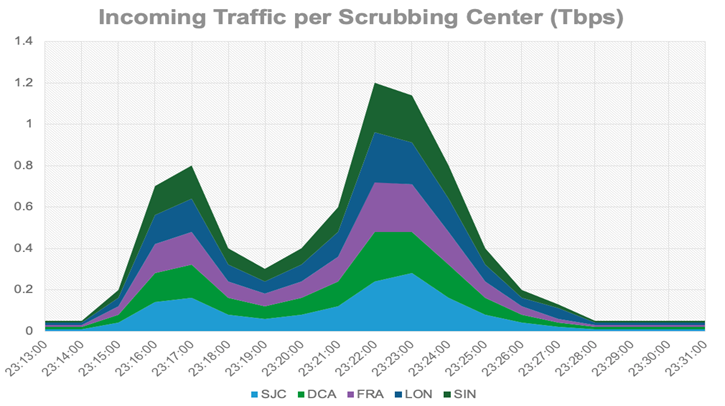 Incoming Traffic per Scrubbing Center (Tbps)
1.4
1.2
1
0.8
0.6
0.4
0.2
0
23:13:00 23:14:00 23:15:00 23:16:00 23:17:00 23:18:00 23:19:00 23:20:00 23:21:00 23:22:00 23:23:00 23:24:00 23:25:00 23:26:00 23:27:00 23:28:00 23:29:00 23:30:00 23:31:00
SJC DCA FRA LON SIN